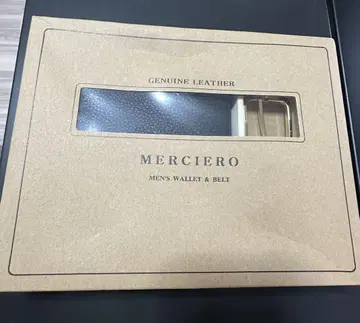 GENUINE LEATHER
MERCIERO
MEN'S WALLET & BELT